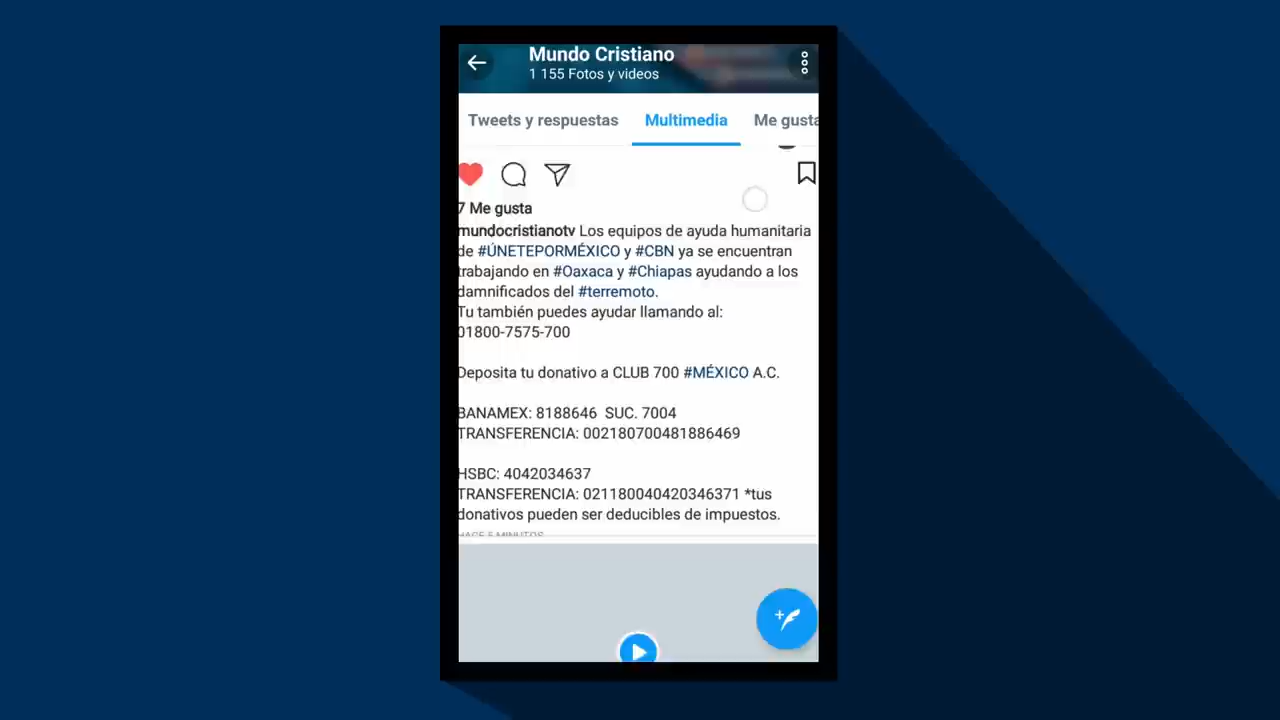 Mundo Cristiano
1 155 Fotos y videos
Tweets y respuestas Multimedia Me gusta
7 Me gusta
mundocristianotv Los equipos de ayuda humanitaria
de #ÚNETEPORMÉXICO y #CBN ya se encuentran
trabajando en #Oaxaca y #Chiapas ayudando a los
damnificados del #terremoto.
Tu también puedes ayudar llamando al:
01800-7575-700
Deposita tu donativo a CLUB 700 #MÉXICO A.C.
BANAMEX: 8188646 SUC. 7004
TRANSFERENCIA: 002180700481886469
HSBC: 4042034637
TRANSFERENCIA: 021180040420346371 *tus
donativos pueden ser deducibles de impuestos.
HACE 5 MINUTOS